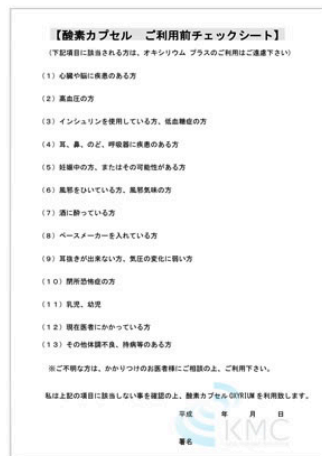 【酸素カプセル　ご利用前チェックシート】
（下記項目に該当される方は、オキシリウム プラスのご利用はご遠慮下さい）
（１）心臓や脳に疾患のある方
（２）高血圧の方
（３）インシュリンを使用している方、低血糖症の方
（４）耳、鼻、のど、呼吸器に疾患のある方
（５）妊娠中の方、またはその可能性がある方
（６）風邪をひいている方、風邪気味の方
（７）酒に酔っている方
（８）ペースメーカーを入れている方
（９）耳抜きが出来ない方、気圧の変化に弱い方
（１０）閉所恐怖症の方
（１１）乳児、幼児
（１２）現在医者にかかっている方
（１３）その他体調不良、持病等のある方
※ご不明な方は、かかりつけのお医者様にご相談の上、ご利用下さい。
私は上記の項目に該当しない事を確認の上、酸素カプセル OXYRIUM を利用致します。
平成　　年　　月　　日
署名
KMC